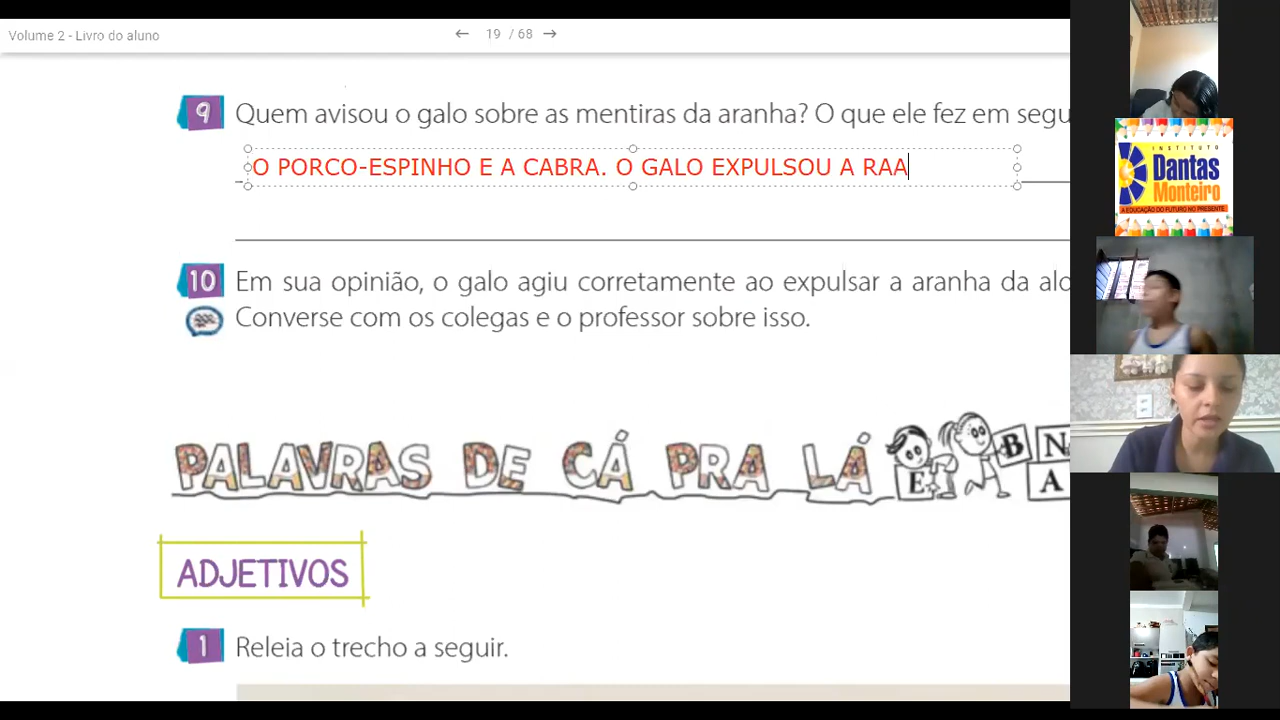 Volume 2 - Livro do aluno
← 19 / 68 →
9 Quem avisou o galo sobre as mentiras da aranha? O que ele fez em segu
O PORCO-ESPINHO E A CABRA. O GALO EXPULSOU A RAA
10 Em sua opinião, o galo agiu corretamente ao expulsar a aranha da ald
Converse com os colegas e o professor sobre isso.
PALAVRAS DE CÁ PRA LÁ
E B N A
ADJETIVOS
1 Releia o trecho a seguir.
INSTITUTO
Dantas
Monteiro
A EDUCAÇÃO DO FUTURO NO PRESENTE